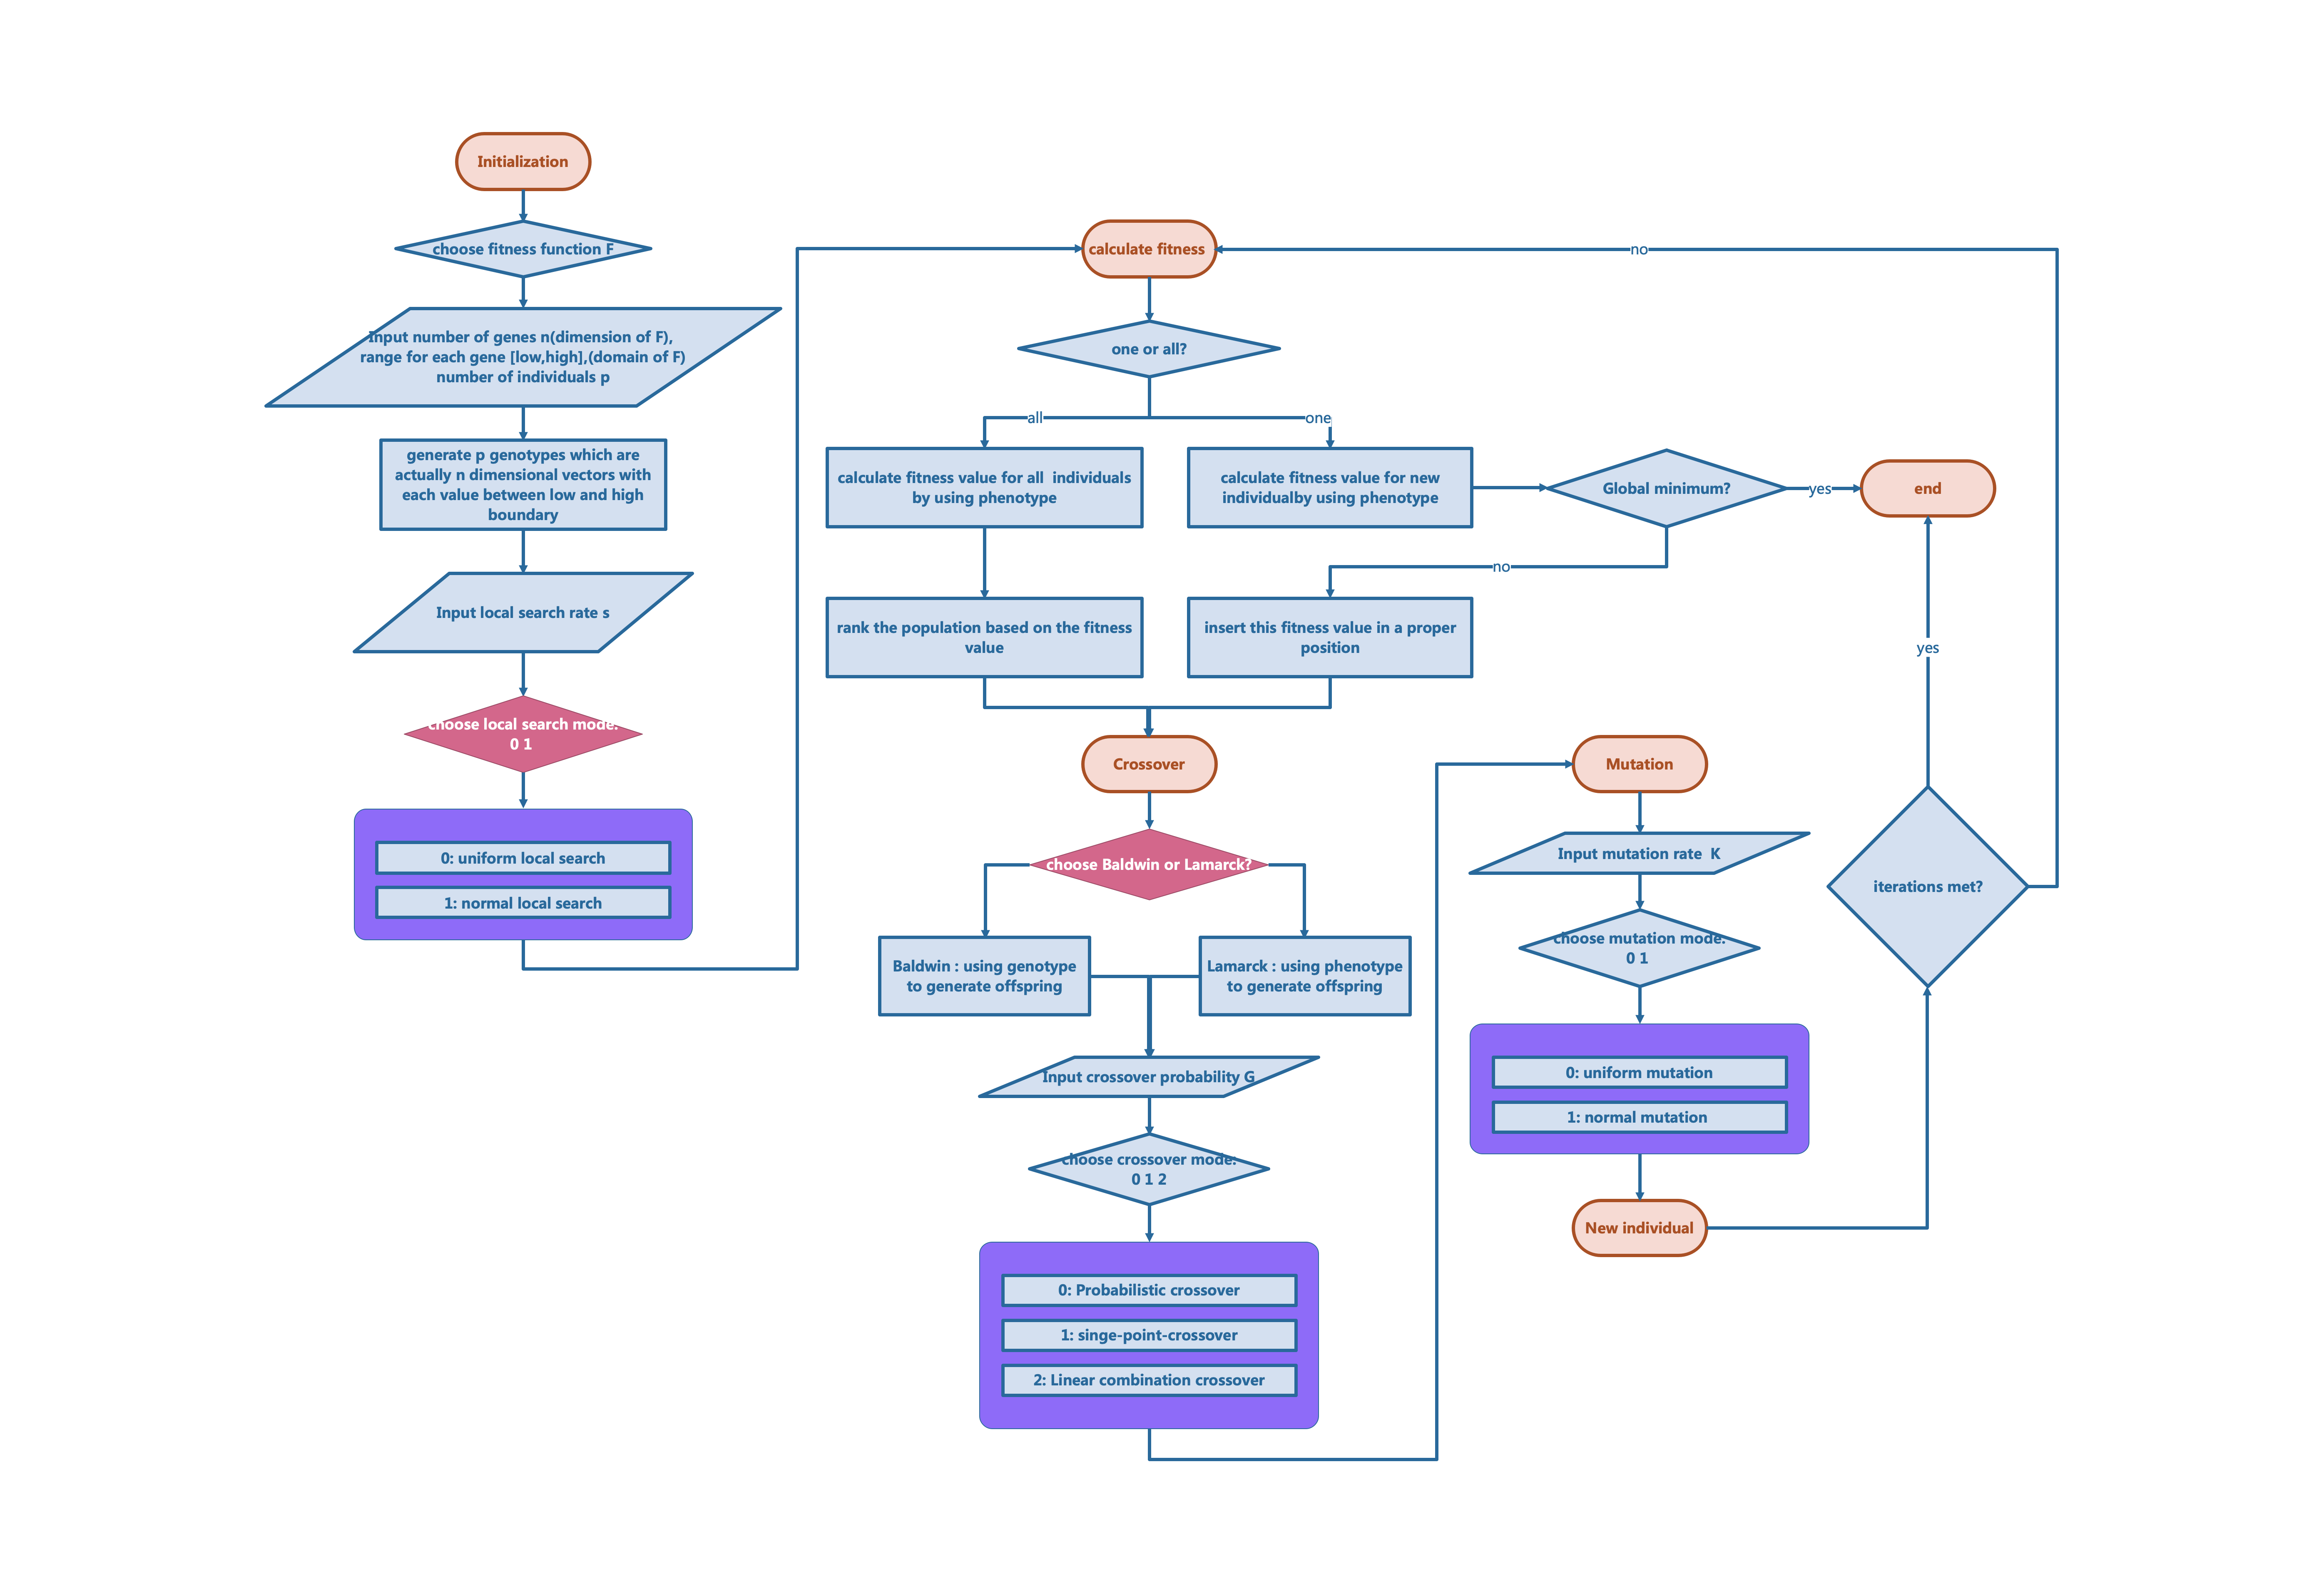 Initialization
choose fitness function F
Input number of genes n(dimension of F),
range for each gene [low,high],(domain of F)
number of individuals p
generate p genotypes which are
actually n dimensional vectors with
each value between low and high
boundary
Input local search rate s
choose local search mode:
0 1
0: uniform local search
1: normal local search
calculate fitness
no
one or all?
all
one
calculate fitness value for all  individuals
by using phenotype
calculate fitness value for new
individualby using phenotype
Global minimum?
yes
end
no
rank the population based on the fitness
value
insert this fitness value in a proper
position
yes
Crossover
choose Baldwin or Lamarck?
Baldwin : using genotype
to generate offspring
Lamarck : using phenotype
to generate offspring
Input crossover probability G
choose crossover mode:
0 1 2
0: Probabilistic crossover
1: singe-point-crossover
2: Linear combination crossover
Mutation
Input mutation rate  K
choose mutation mode:
0 1
0: uniform mutation
1: normal mutation
New individual
iterations met?